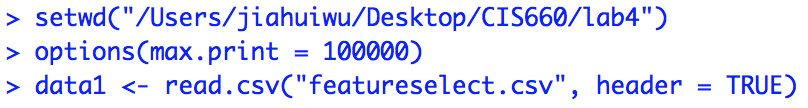 > setwd("/Users/jiahuiwu/Desktop/CIS660/lab4")
> options(max.print = 100000)
> data1 <- read.csv("featureselect.csv", header = TRUE)